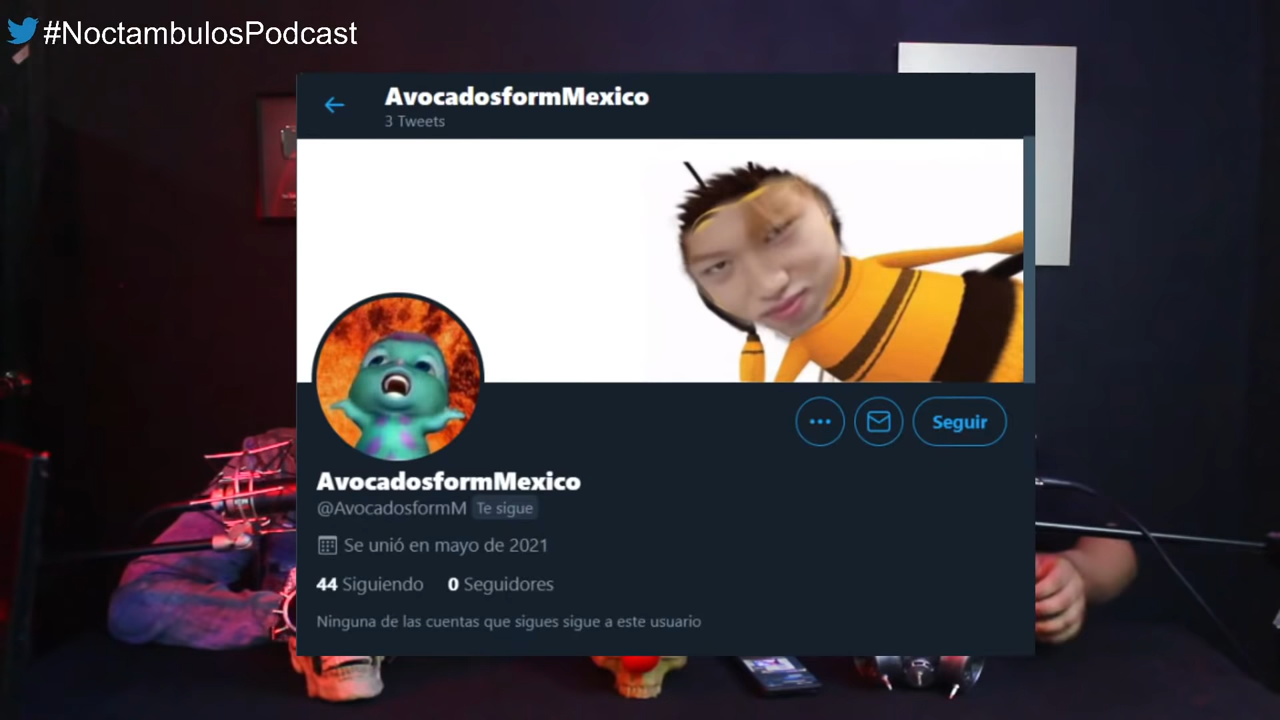 #NoctambulosPodcast
AvocadosformMexico
3 Tweets
Seguir
AvocadosformMexico
@AvocadosformM Te sigue
Se unió en mayo de 2021
44 Siguiendo 0 Seguidores
Ninguna de las cuentas que sigues sigue a este usuario